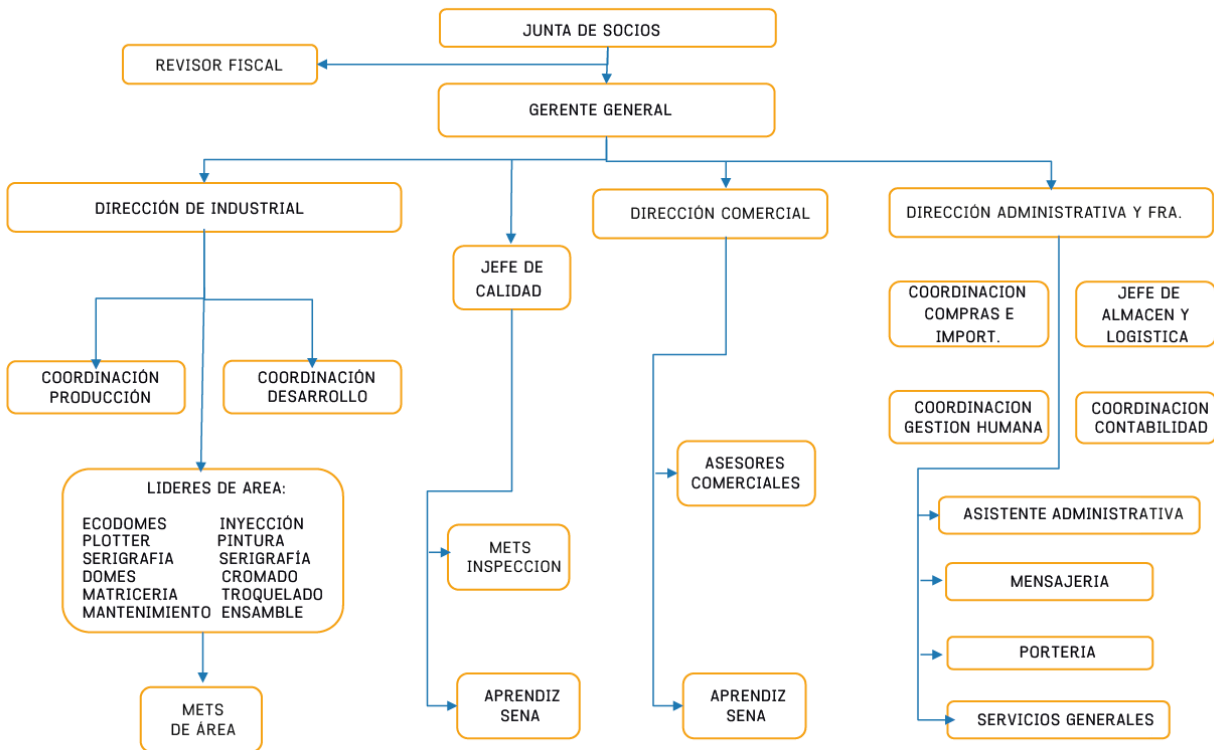 JUNTA DE SOCIOS
REVISOR FISCAL
GERENTE GENERAL
DIRECCIÓN DE INDUSTRIAL
DIRECCIÓN COMERCIAL
DIRECCIÓN ADMINISTRATIVA Y FRA.
JEFE DE
CALIDAD
COORDINACION
COMPRAS E
IMPORT.
JEFE DE
ALMACEN Y
LOGISTICA
COORDINACIÓN
PRODUCCIÓN
COORDINACIÓN
DESARROLLO
COORDINACION
GESTION HUMANA
COORDINACION
CONTABILIDAD
LIDERES DE AREA:
ECODOMES INYECCIÓN
PLOTTER PINTURA
SERIGRAFIA SERIGRAFÍA
DOMES CROMADO
MATRICERIA TROQUELADO
MANTENIMIENTO ENSAMBLE
ASESORES
COMERCIALES
METS
INSPECCION
ASISTENTE ADMINISTRATIVA
MENSAJERIA
PORTERIA
METS
DE ÁREA
APRENDIZ
SENA
APRENDIZ
SENA
SERVICIOS GENERALES